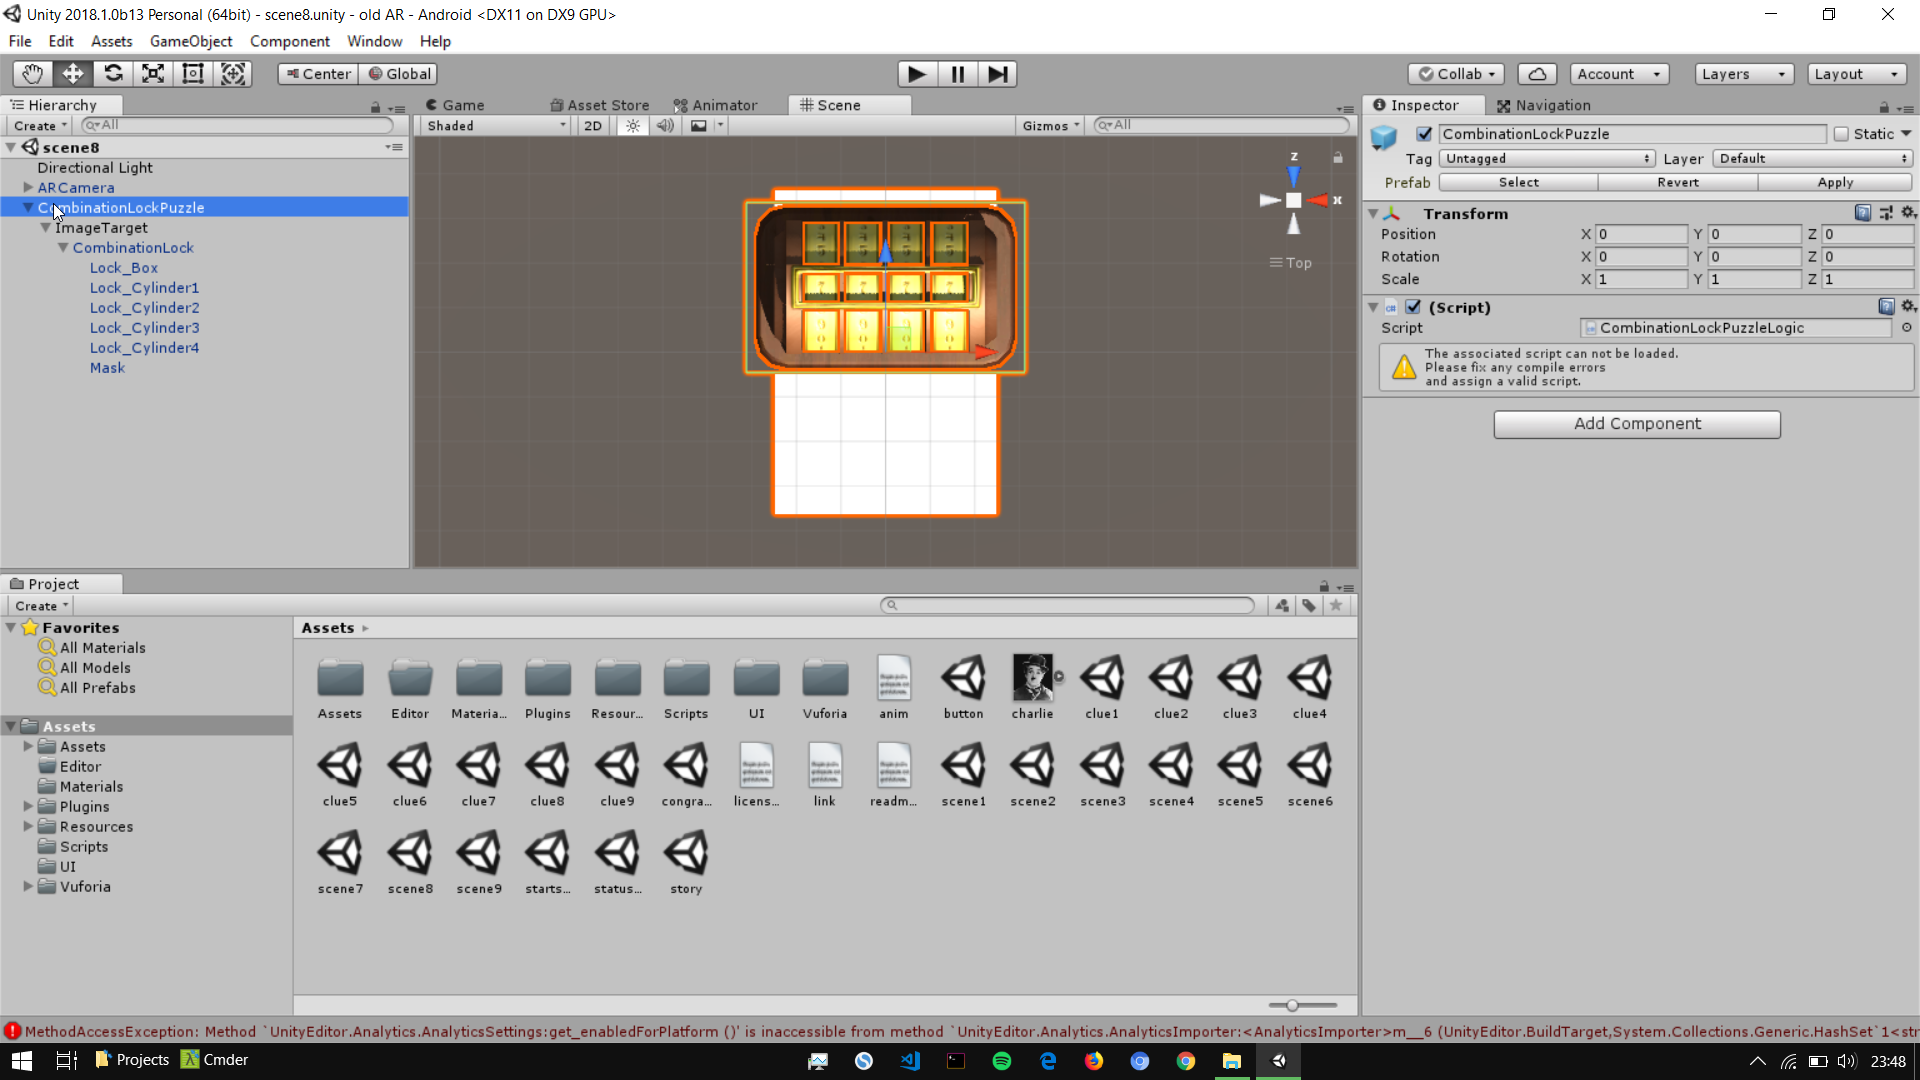 Unity 2018.1.0b13 Personal (64bit) - scene8.unity - old AR - Android <DX11 on DX9 GPU>
File Edit Assets GameObject Component Window Help
Center Global
Collab Account Layers Layout
Hierarchy
Create All
scene8
Directional Light
ARCamera
CombinationLockPuzzle
ImageTarget
CombinationLock
Lock_Box
Lock_Cylinder1
Lock_Cylinder2
Lock_Cylinder3
Lock_Cylinder4
Mask
Game Asset Store Animator Scene
Shaded 2D Gizmos All
z
x
Top
Inspector Navigation
CombinationLockPuzzle Static
Tag Untagged Layer Default
Prefab Select Revert Apply
Transform
Position X 0 Y 0 Z 0
Rotation X 0 Y 0 Z 0
Scale X 1 Y 1 Z 1
(Script)
Script CombinationLockPuzzleLogic
The associated script can not be loaded.
Please fix any compile errors
and assign a valid script.
Add Component
Project
Create
Favorites
All Materials
All Models
All Prefabs
Assets
Assets
Editor
Materials
Plugins
Resources
Scripts
UI
Vuforia
Assets
Assets Editor Materia... Plugins Resour... Scripts UI Vuforia anim button charlie clue1 clue2 clue3 clue4
clue5 clue6 clue7 clue8 clue9 congra... licens... link readm... scene1 scene2 scene3 scene4 scene5 scene6
scene7 scene8 scene9 starts... status... story
MethodAccessException: Method `UnityEditor.Analytics.AnalyticsSettings:get_enabledForPlatform ()' is inaccessible from method `UnityEditor.Analytics.AnalyticsImporter:<AnalyticsImporter>m__6 (UnityEditor.BuildTarget,System.Collections.Generic.HashSet`1<str
Projects Cmder 23:48